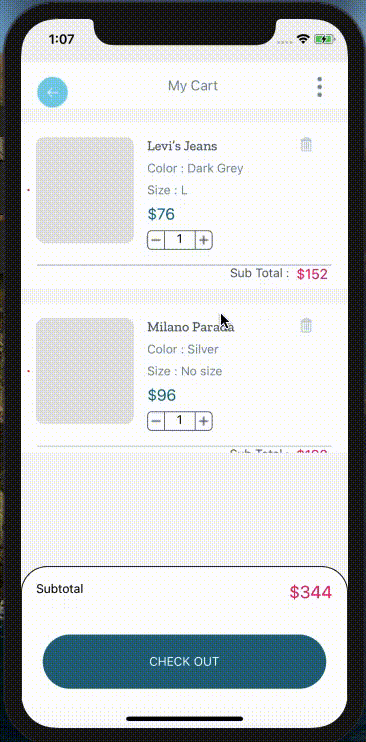 1:07
My Cart
Levi's Jeans
Color : Dark Grey
Size : L
$76
− 1 +
Sub Total : $152
Milano Parada
Color : Silver
Size : No size
$96
− 1 +
Sub Total :
Subtotal $344
CHECK OUT